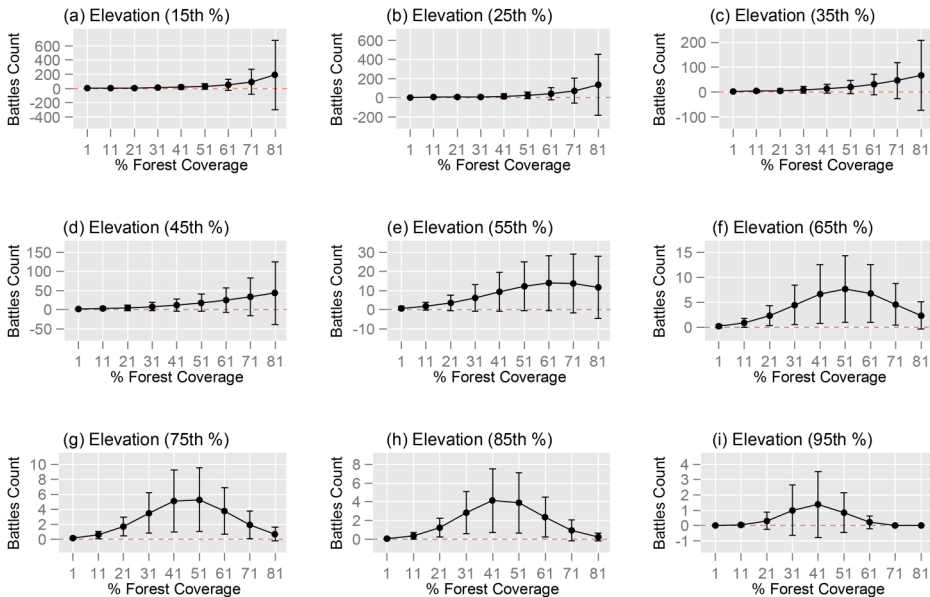 (a) Elevation (15th %)
Battles Count
600
400
200
0
-200
-400
1 11 21 31 41 51 61 71 81
% Forest Coverage
(b) Elevation (25th %)
Battles Count
600
400
200
0
-200
1 11 21 31 41 51 61 71 81
% Forest Coverage
(c) Elevation (35th %)
Battles Count
200
100
0
-100
1 11 21 31 41 51 61 71 81
% Forest Coverage
(d) Elevation (45th %)
Battles Count
150
100
50
0
-50
1 11 21 31 41 51 61 71 81
% Forest Coverage
(e) Elevation (55th %)
Battles Count
30
20
10
0
-10
1 11 21 31 41 51 61 71 81
% Forest Coverage
(f) Elevation (65th %)
Battles Count
15
10
5
0
1 11 21 31 41 51 61 71 81
% Forest Coverage
(g) Elevation (75th %)
Battles Count
10
8
6
4
2
0
1 11 21 31 41 51 61 71 81
% Forest Coverage
(h) Elevation (85th %)
Battles Count
8
6
4
2
0
1 11 21 31 41 51 61 71 81
% Forest Coverage
(i) Elevation (95th %)
Battles Count
4
3
2
1
0
-1
1 11 21 31 41 51 61 71 81
% Forest Coverage